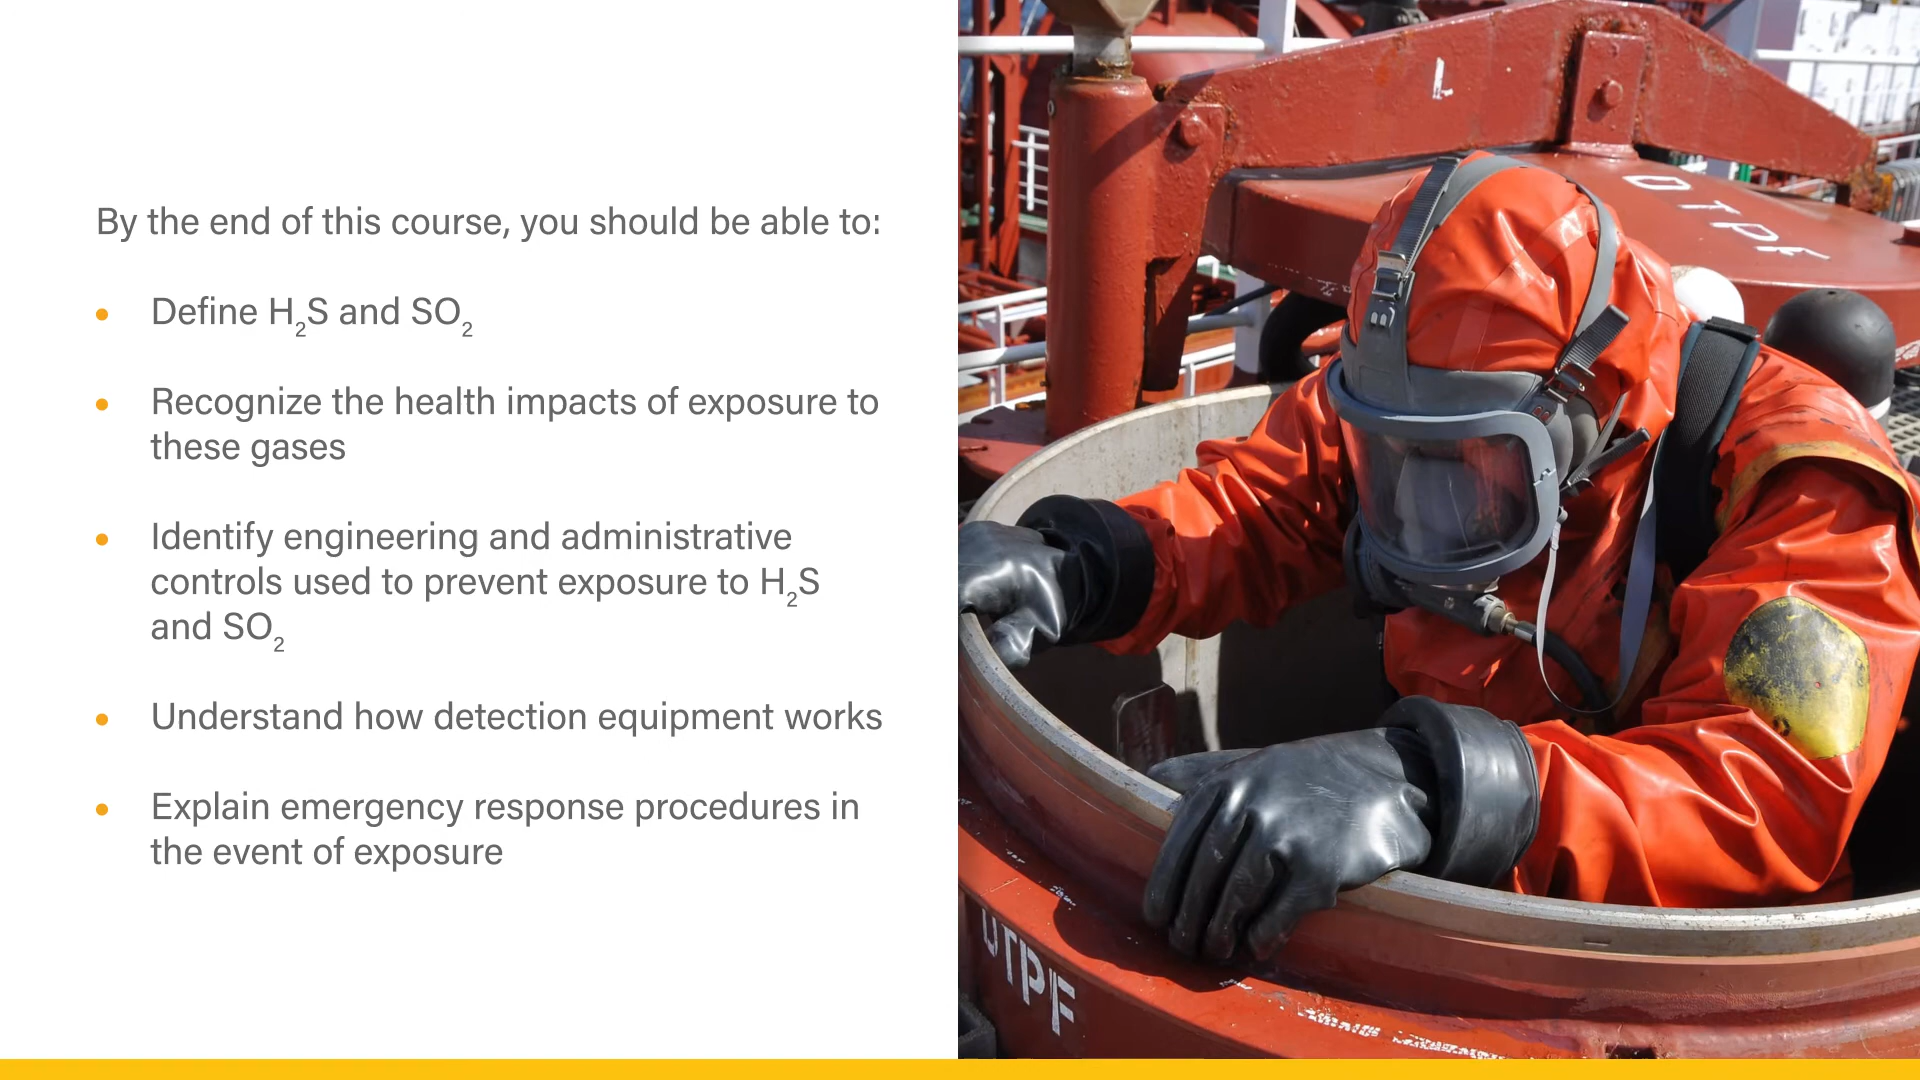 By the end of this course, you should be able to:
• Define H₂S and SO₂
• Recognize the health impacts of exposure to
these gases
• Identify engineering and administrative
controls used to prevent exposure to H₂S
and SO₂
• Understand how detection equipment works
• Explain emergency response procedures in
the event of exposure
L
DTPF
DTPF